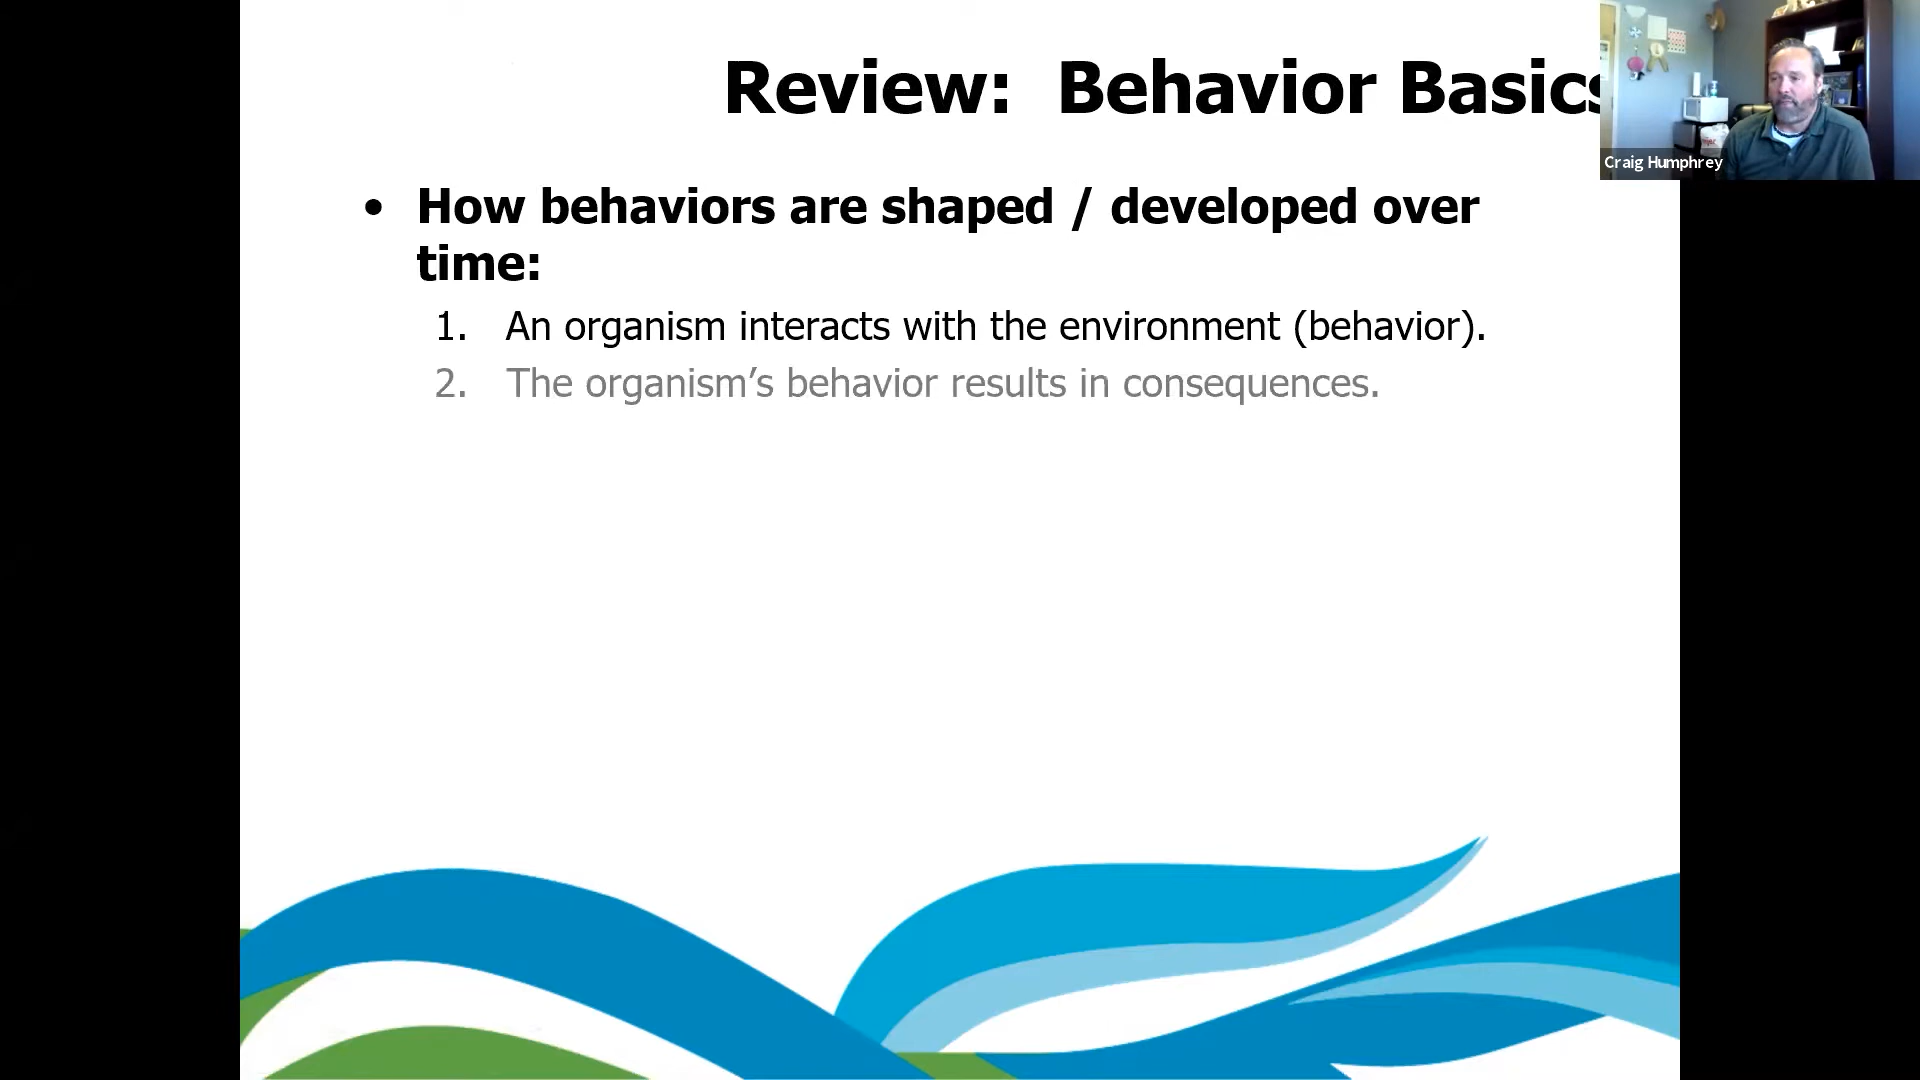 Review:  Behavior Basics
Craig Humphrey
• How behaviors are shaped / developed over
time:
1. An organism interacts with the environment (behavior).
2. The organism’s behavior results in consequences.